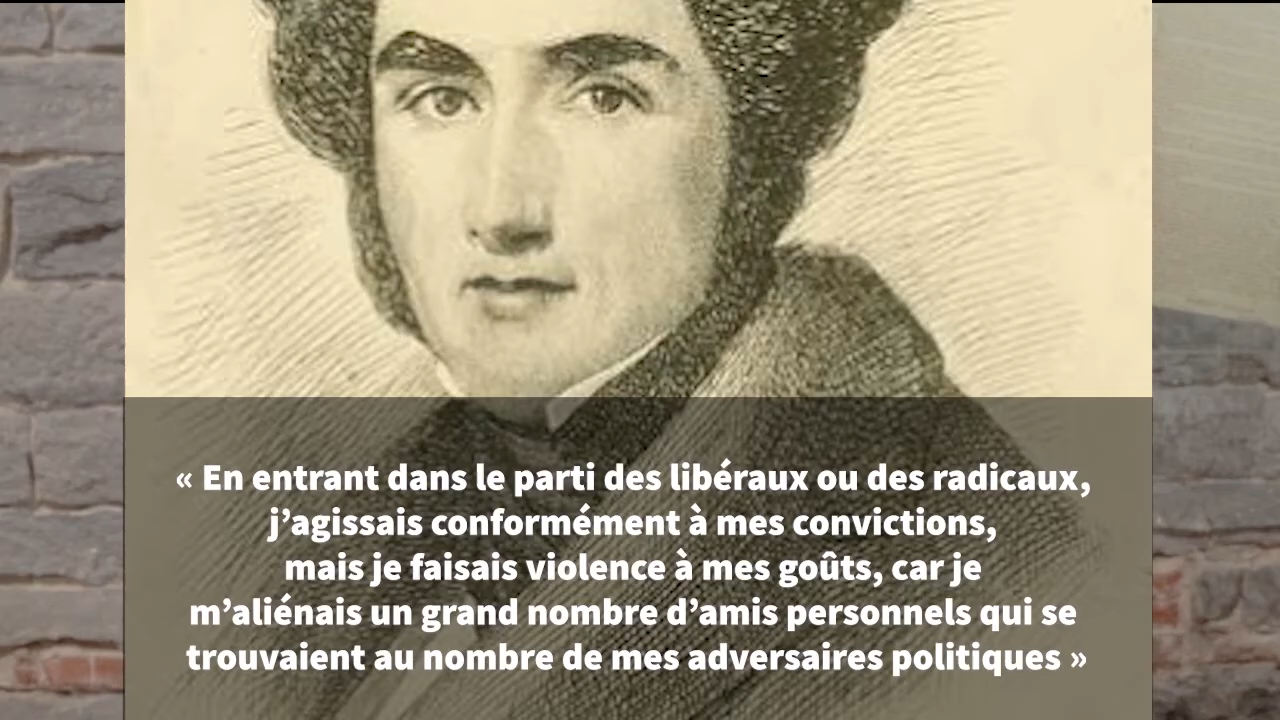 « En entrant dans le parti des libéraux ou des radicaux,
j’agissais conformément à mes convictions,
mais je faisais violence à mes goûts, car je
m’aliénais un grand nombre d’amis personnels qui se
trouvaient au nombre de mes adversaires politiques »